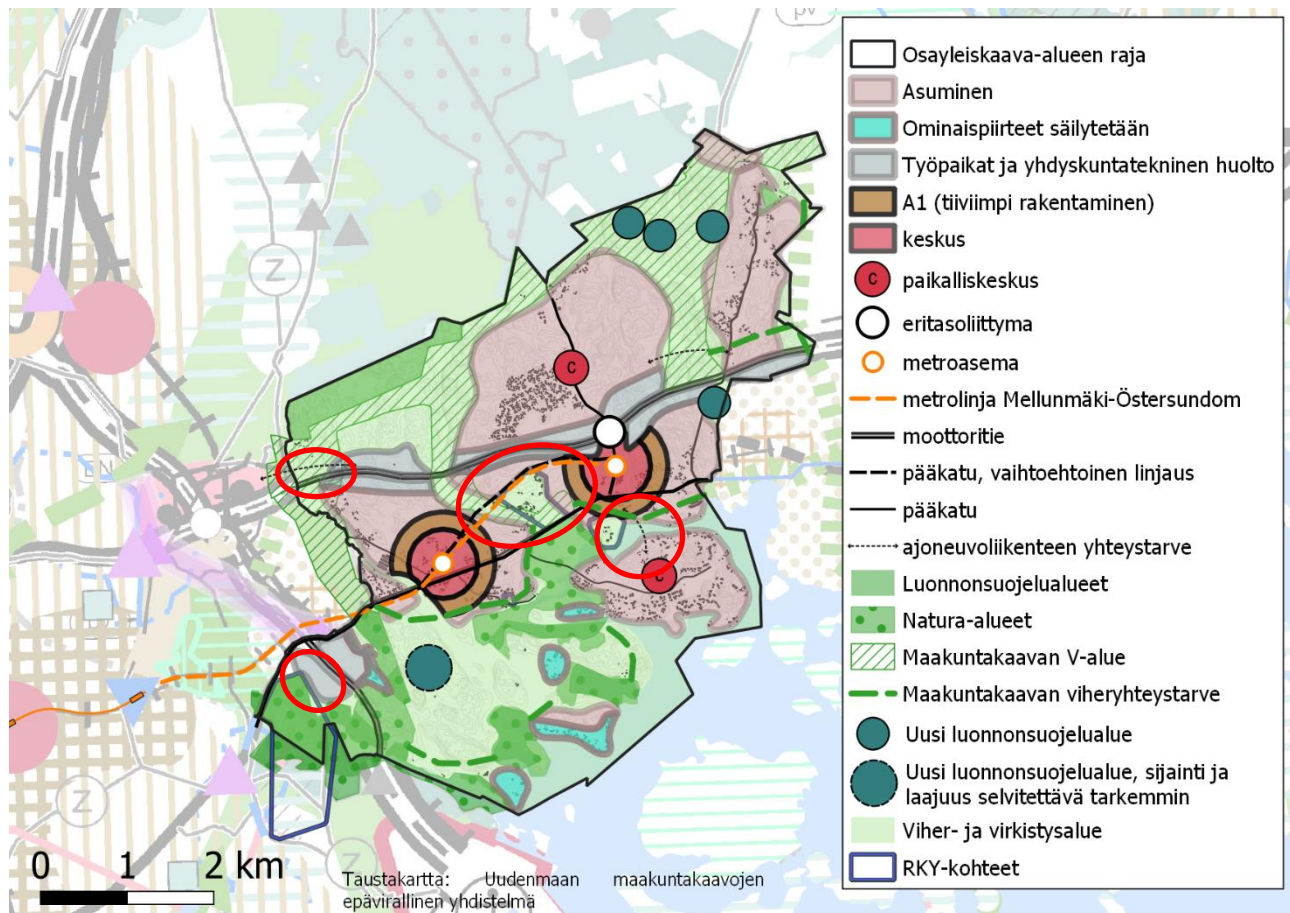 pv
Osayleiskaava-alueen raja
Asuminen
Ominaispiirteet säilytetään
Työpaikat ja yhdyskuntatekninen huolto
A1 (tiiviimpi rakentaminen)
keskus
C
paikalliskeskus
eritasoliittyma
metroasema
metrolinja Mellunmäki-Östersundom
moottoritie
pääkatu, vaihtoehtoinen linjaus
pääkatu
ajoneuvoliikenteen yhteystarve
Luonnonsuojelualueet
Natura-alueet
Maakuntakaavan V-alue
Maakuntakaavan viheryhteystarve
Uusi luonnonsuojelualue
Uusi luonnonsuojelualue, sijainti ja
laajuus selvitettävä tarkemmin
Viher- ja virkistysalue
RKY-kohteet
Z
C
C
Z
Z
0 1 2 km
Taustakartta: Uudenmaan maakuntakaavojen
epävirallinen yhdistelmä